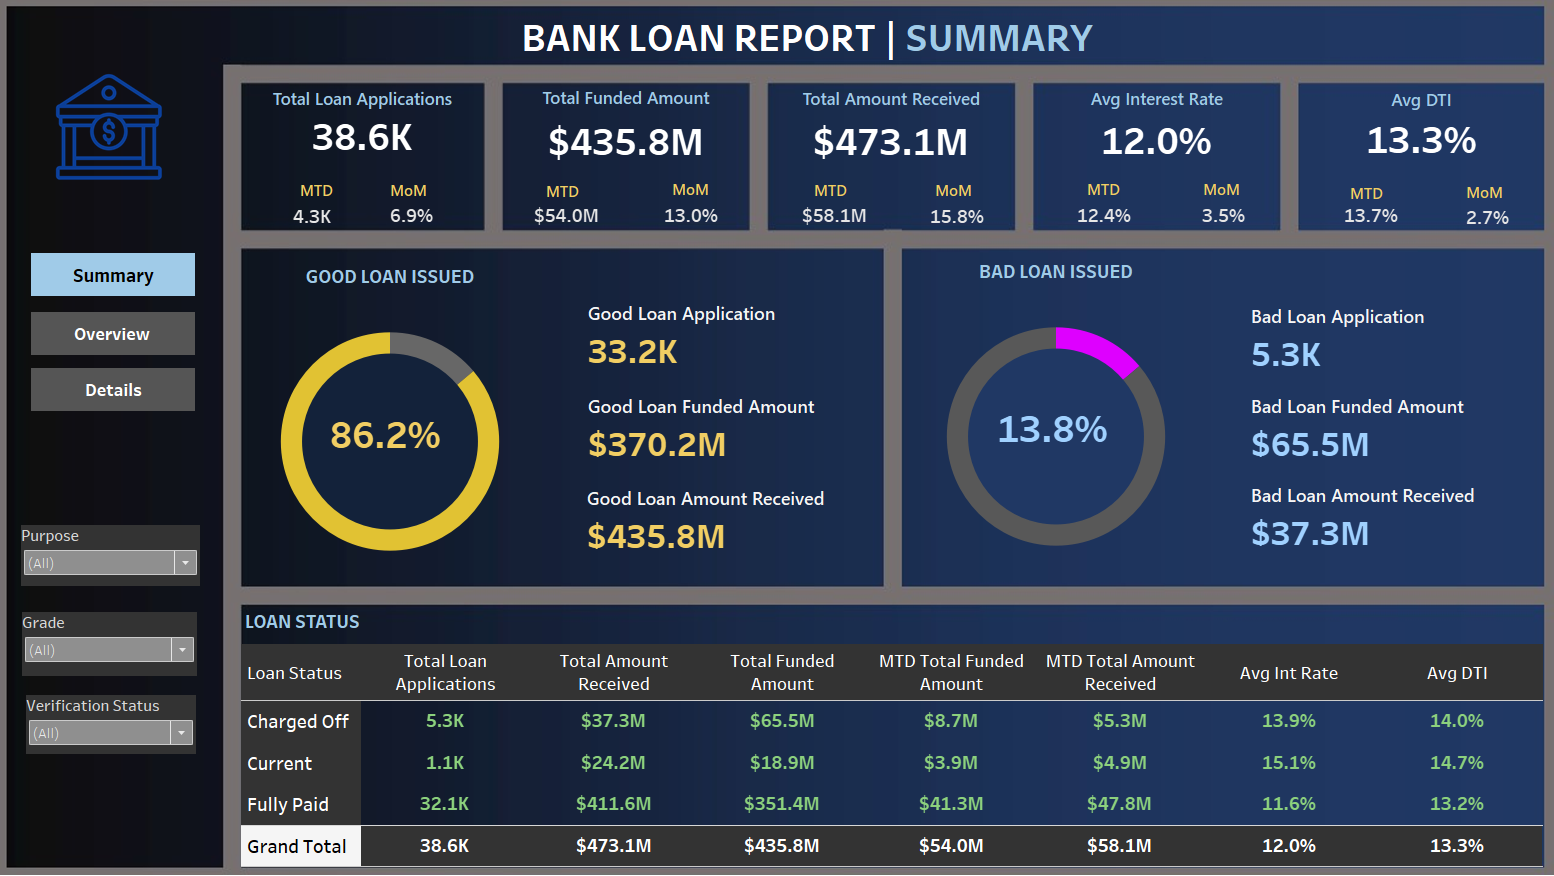 BANK LOAN REPORT | SUMMARY
$
Summary
Overview
Details
Purpose
(All)
Grade
(All)
Verification Status
(All)
Total Loan Applications
38.6K
MTD MoM
4.3K 6.9%
Total Funded Amount
$435.8M
MTD MoM
$54.0M 13.0%
Total Amount Received
$473.1M
MTD MoM
$58.1M 15.8%
Avg Interest Rate
12.0%
MTD MoM
12.4% 3.5%
Avg DTI
13.3%
MTD MoM
13.7% 2.7%
GOOD LOAN ISSUED
86.2%
Good Loan Application
33.2K
Good Loan Funded Amount
$370.2M
Good Loan Amount Received
$435.8M
BAD LOAN ISSUED
13.8%
Bad Loan Application
5.3K
Bad Loan Funded Amount
$65.5M
Bad Loan Amount Received
$37.3M
LOAN STATUS
Loan Status
Total Loan
Applications
Total Amount
Received
Total Funded
Amount
MTD Total Funded
Amount
MTD Total Amount
Received
Avg Int Rate
Avg DTI
Charged Off 5.3K $37.3M $65.5M $8.7M $5.3M 13.9% 14.0%
Current 1.1K $24.2M $18.9M $3.9M $4.9M 15.1% 14.7%
Fully Paid 32.1K $411.6M $351.4M $41.3M $47.8M 11.6% 13.2%
Grand Total 38.6K $473.1M $435.8M $54.0M $58.1M 12.0% 13.3%